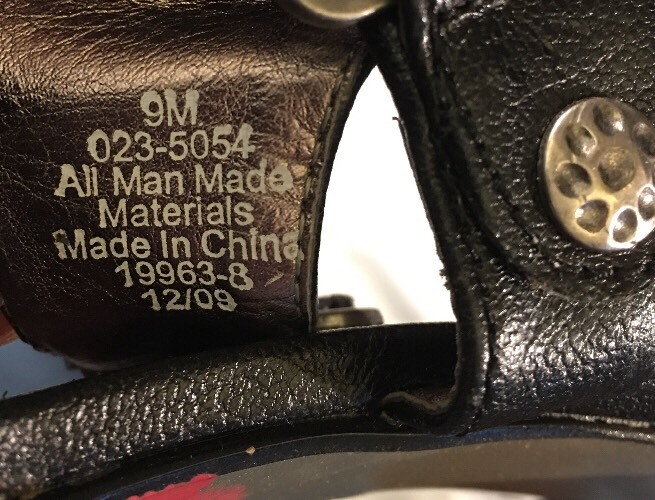 9M
023-5054
All Man Made
Materials
Made In China
19963-8
12/09